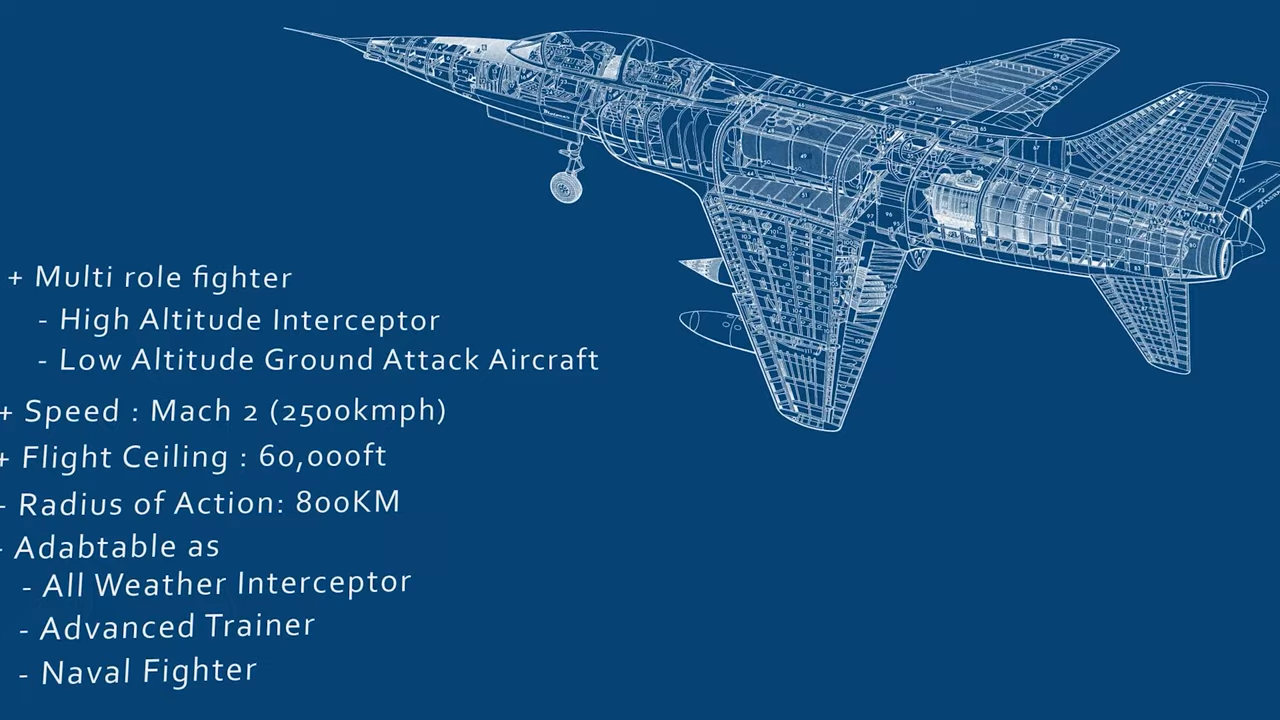 + Multi role fighter
- High Altitude Interceptor
- Low Altitude Ground Attack Aircraft
+ Speed : Mach 2 (2500kmph)
+ Flight Ceiling : 60,000ft
- Radius of Action: 800KM
- Adabtable as
- All Weather Interceptor
- Advanced Trainer
- Naval Fighter